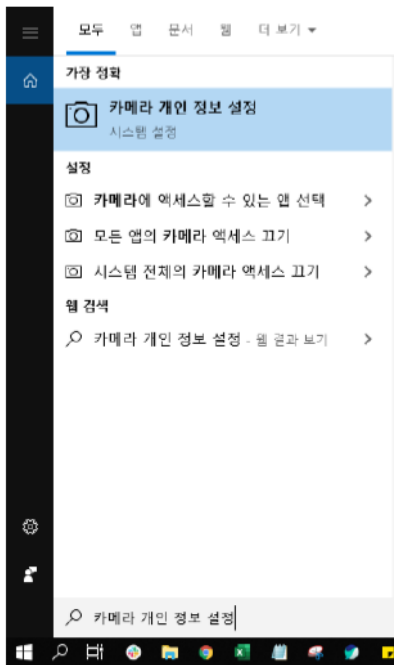 모두 앱 문서 웹 더 보기
가장 정확
카메라 개인 정보 설정
시스템 설정
설정
카메라에 액세스할 수 있는 앱 선택
모든 앱의 카메라 액세스 끄기
시스템 전체의 카메라 액세스 끄기
웹 검색
카메라 개인 정보 설정 - 웹 결과 보기
카메라 개인 정보 설정